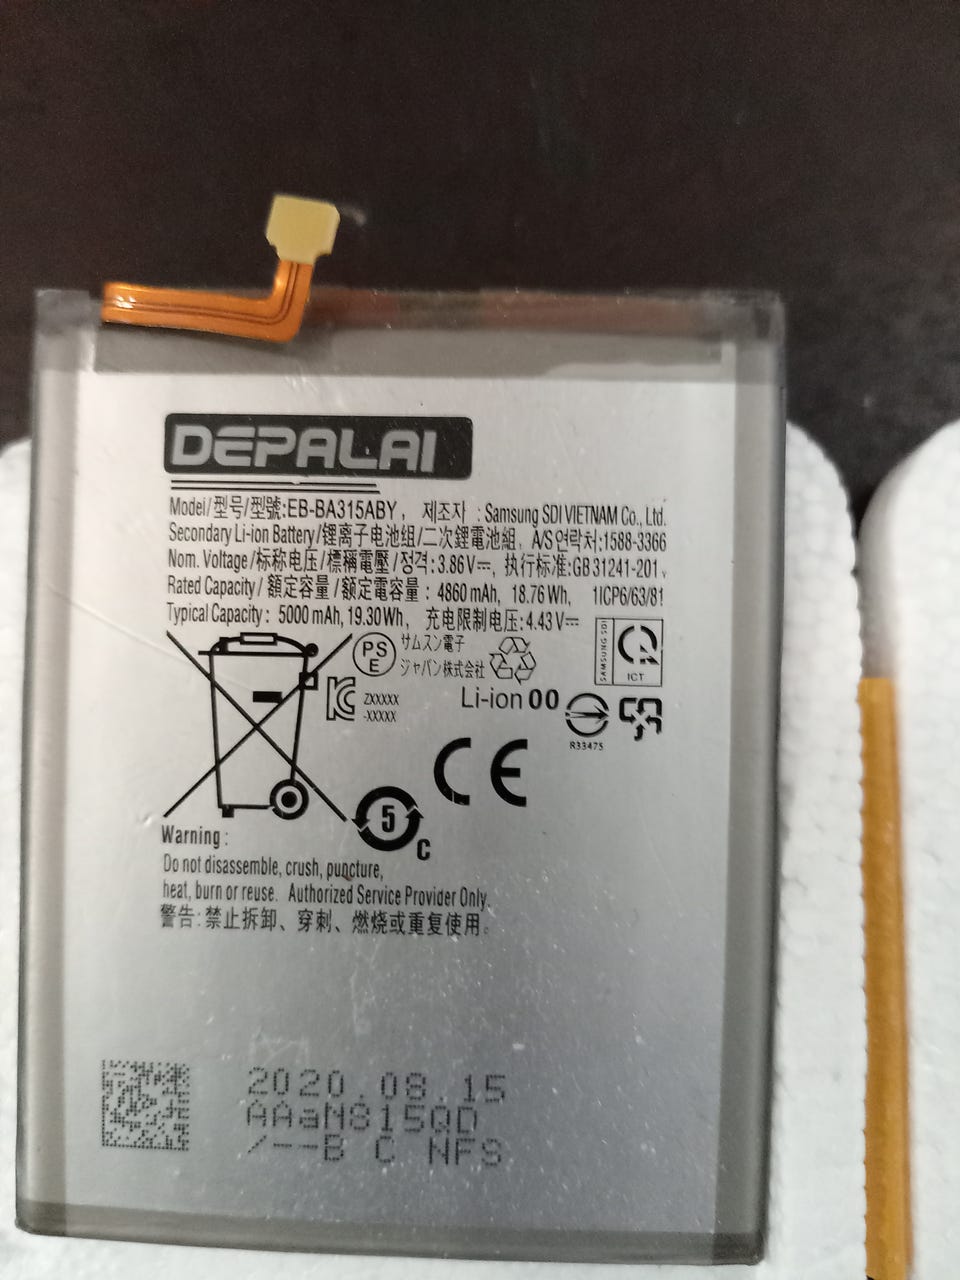 DEPALAI
Model/型号/型號:EB-BA315ABY, 제조자 : Samsung SDI VIETNAM Co., Ltd.
Secondary Li-ion Battery/锂离子电池组/二次鋰電池組, A/S연락처:1588-3366
Nom. Voltage/标称电压/標稱電壓/정격:3.86V⎓, 执行标准:GB 31241-201
Rated Capacity/額定容量/额定電容量: 4860 mAh, 18.76 Wh, 1ICP6/63/81
Typical Capacity: 5000 mAh, 19.30Wh, 充电限制电压:4.43V⎓
PS
E
サムスン電子
ジャパン株式会社
SAMSUNG SDI
ICT
ZXXXXX
-XXXXX
Li-ion 00
R33475
CE
5
C
Warning:
Do not disassemble, crush, puncture,
heat, burn or reuse. Authorized Service Provider Only.
警告:禁止拆卸、穿刺、燃烧或重复使用。
2020.08.15
AAaN815QD
/--B C NFS